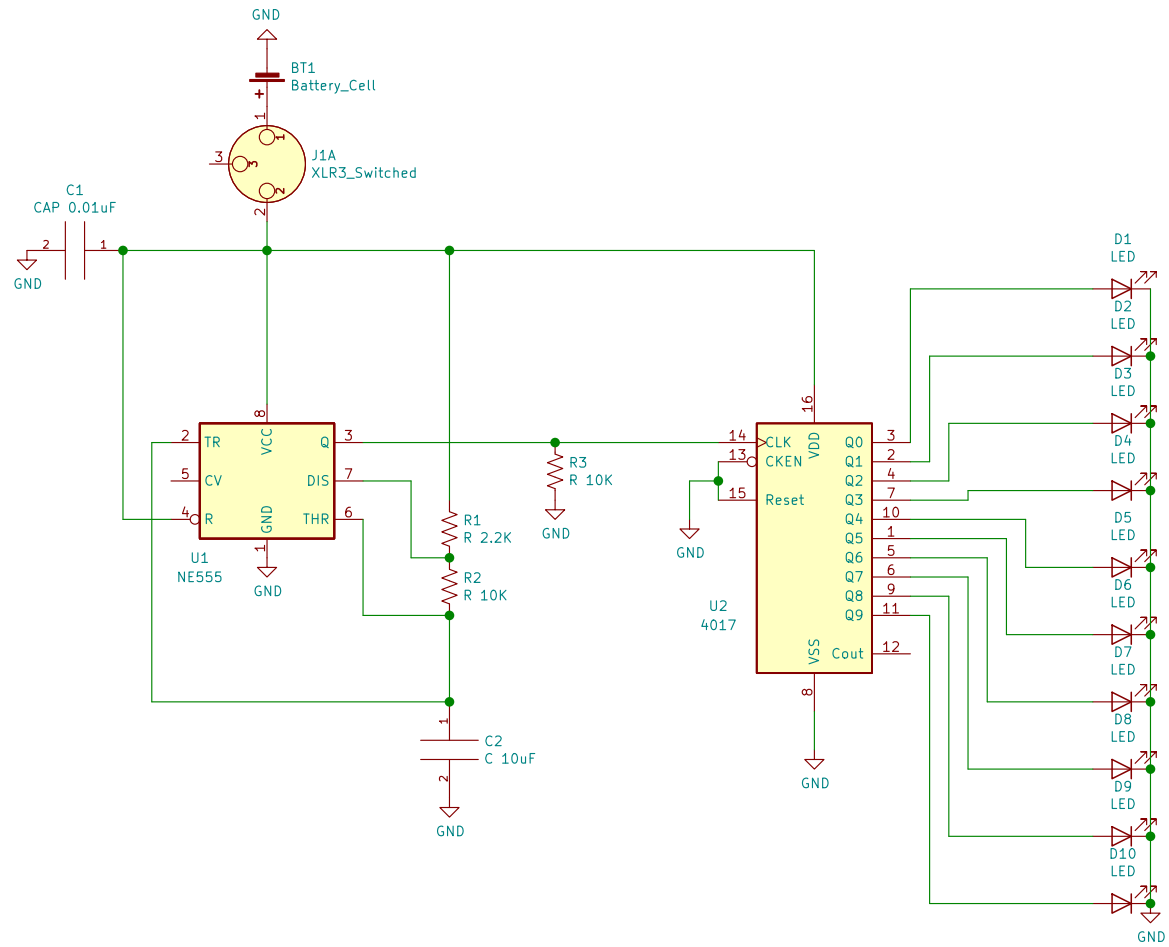 GND
BT1
Battery_Cell
+
1
1
3
3
J1A
XLR3_Switched
2
2
C1
CAP 0.01uF
2
1
GND
D1
LED
D2
LED
D3
LED
D4
LED
D5
LED
D6
LED
D7
LED
D8
LED
D9
LED
D10
LED
GND
8
VCC
2
TR
Q
3
5
CV
DIS
7
4
R
GND
THR
6
1
U1
NE555
GND
R3
R 10K
GND
R1
R 2.2K
R2
R 10K
1
C2
C 10uF
2
GND
16
VDD
14
CLK
Q0
3
13
CKEN
Q1
2
Q2
4
15
Reset
Q3
7
Q4
10
Q5
1
Q6
5
Q7
6
Q8
9
Q9
11
Cout
12
VSS
8
GND
U2
4017
GND